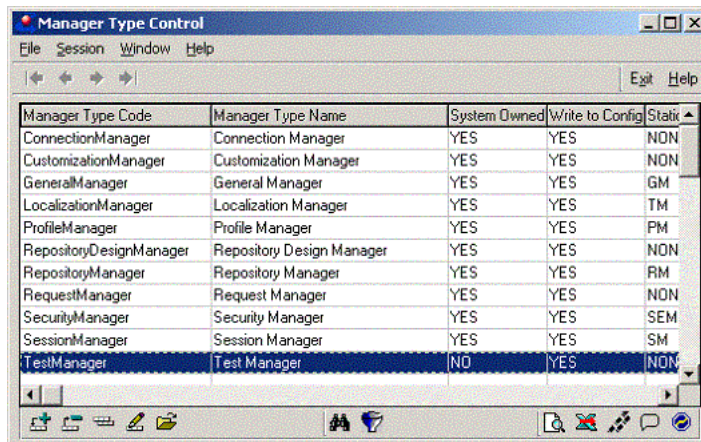 Manager Type Control
File Session Window Help
Exit Help
Manager Type Code Manager Type Name System Owned Write to Config Static
ConnectionManager Connection Manager YES YES NON
CustomizationManager Customization Manager YES YES NON
GeneralManager General Manager YES YES GM
LocalizationManager Localization Manager YES YES TM
ProfileManager Profile Manager YES YES PM
RepositoryDesignManager Repository Design Manager YES YES NON
RepositoryManager Repository Manager YES YES RM
RequestManager Request Manager YES YES NON
SecurityManager Security Manager YES YES SEM
SessionManager Session Manager YES YES SM
TestManager Test Manager NO YES NON